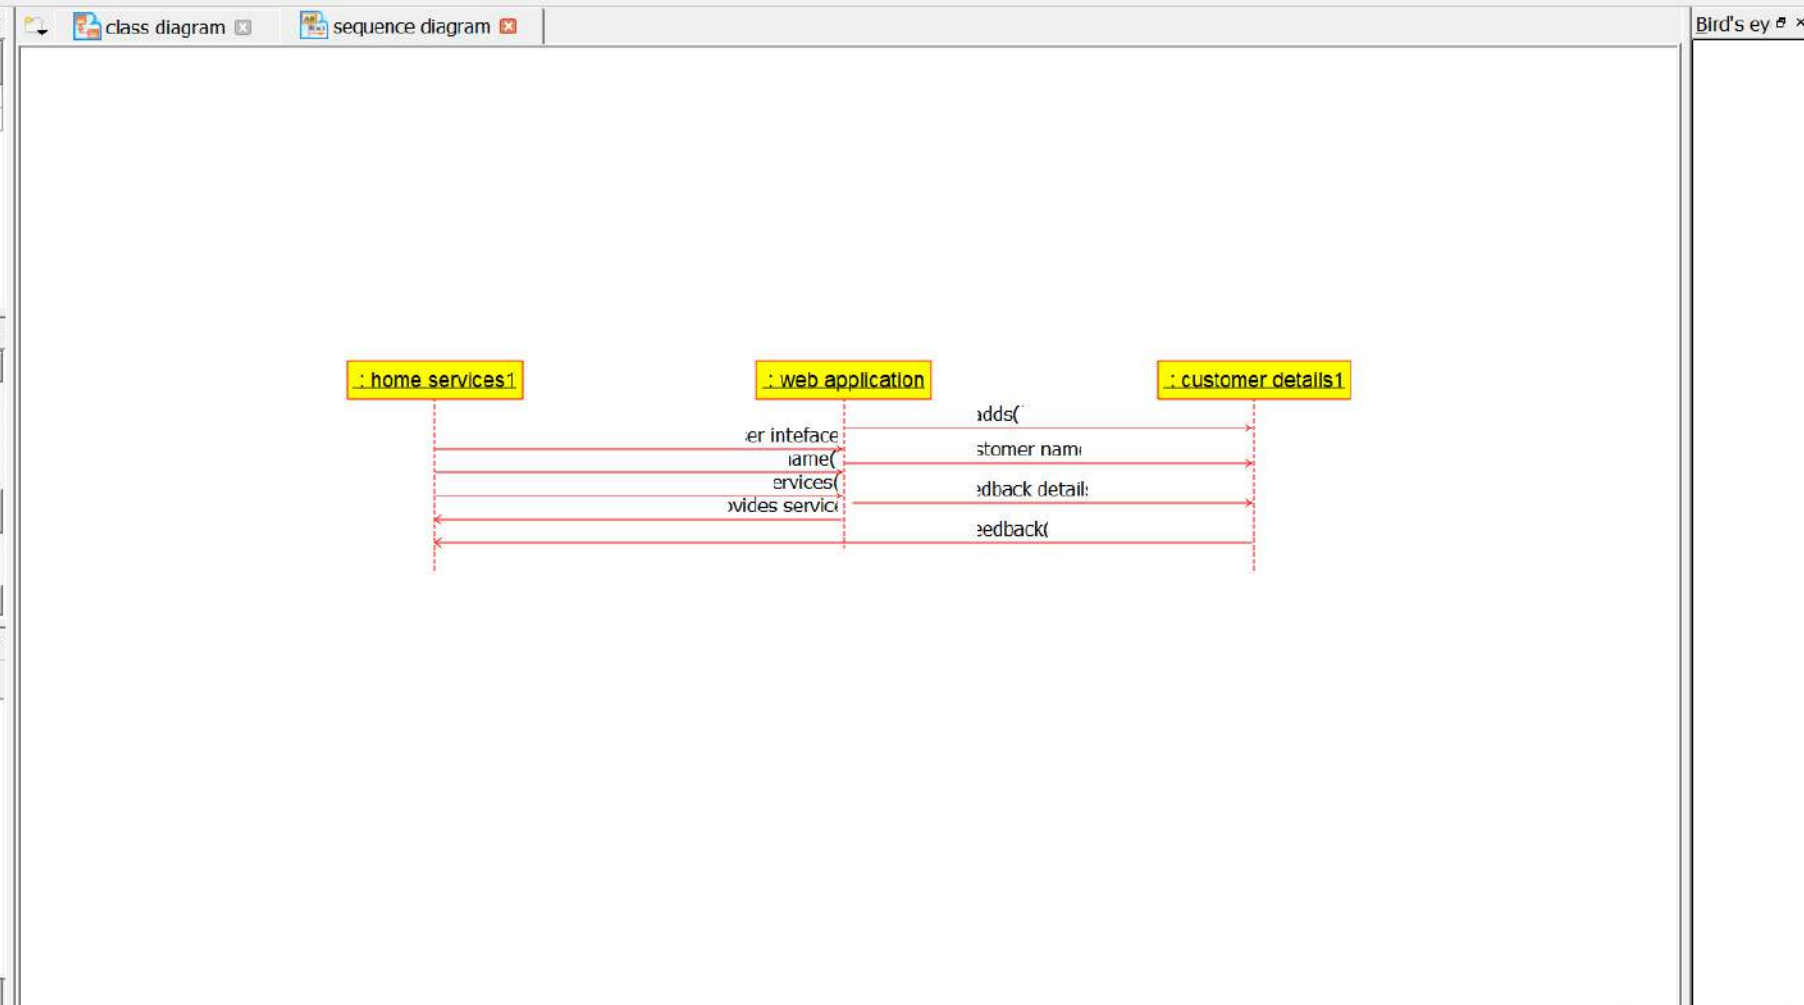 class diagram
sequence diagram
Bird's ey
: home services1
: web application
: customer details1
adds(
er inteface
stomer nam
ame(
ervices(
edback detail
vides servic
eedback(